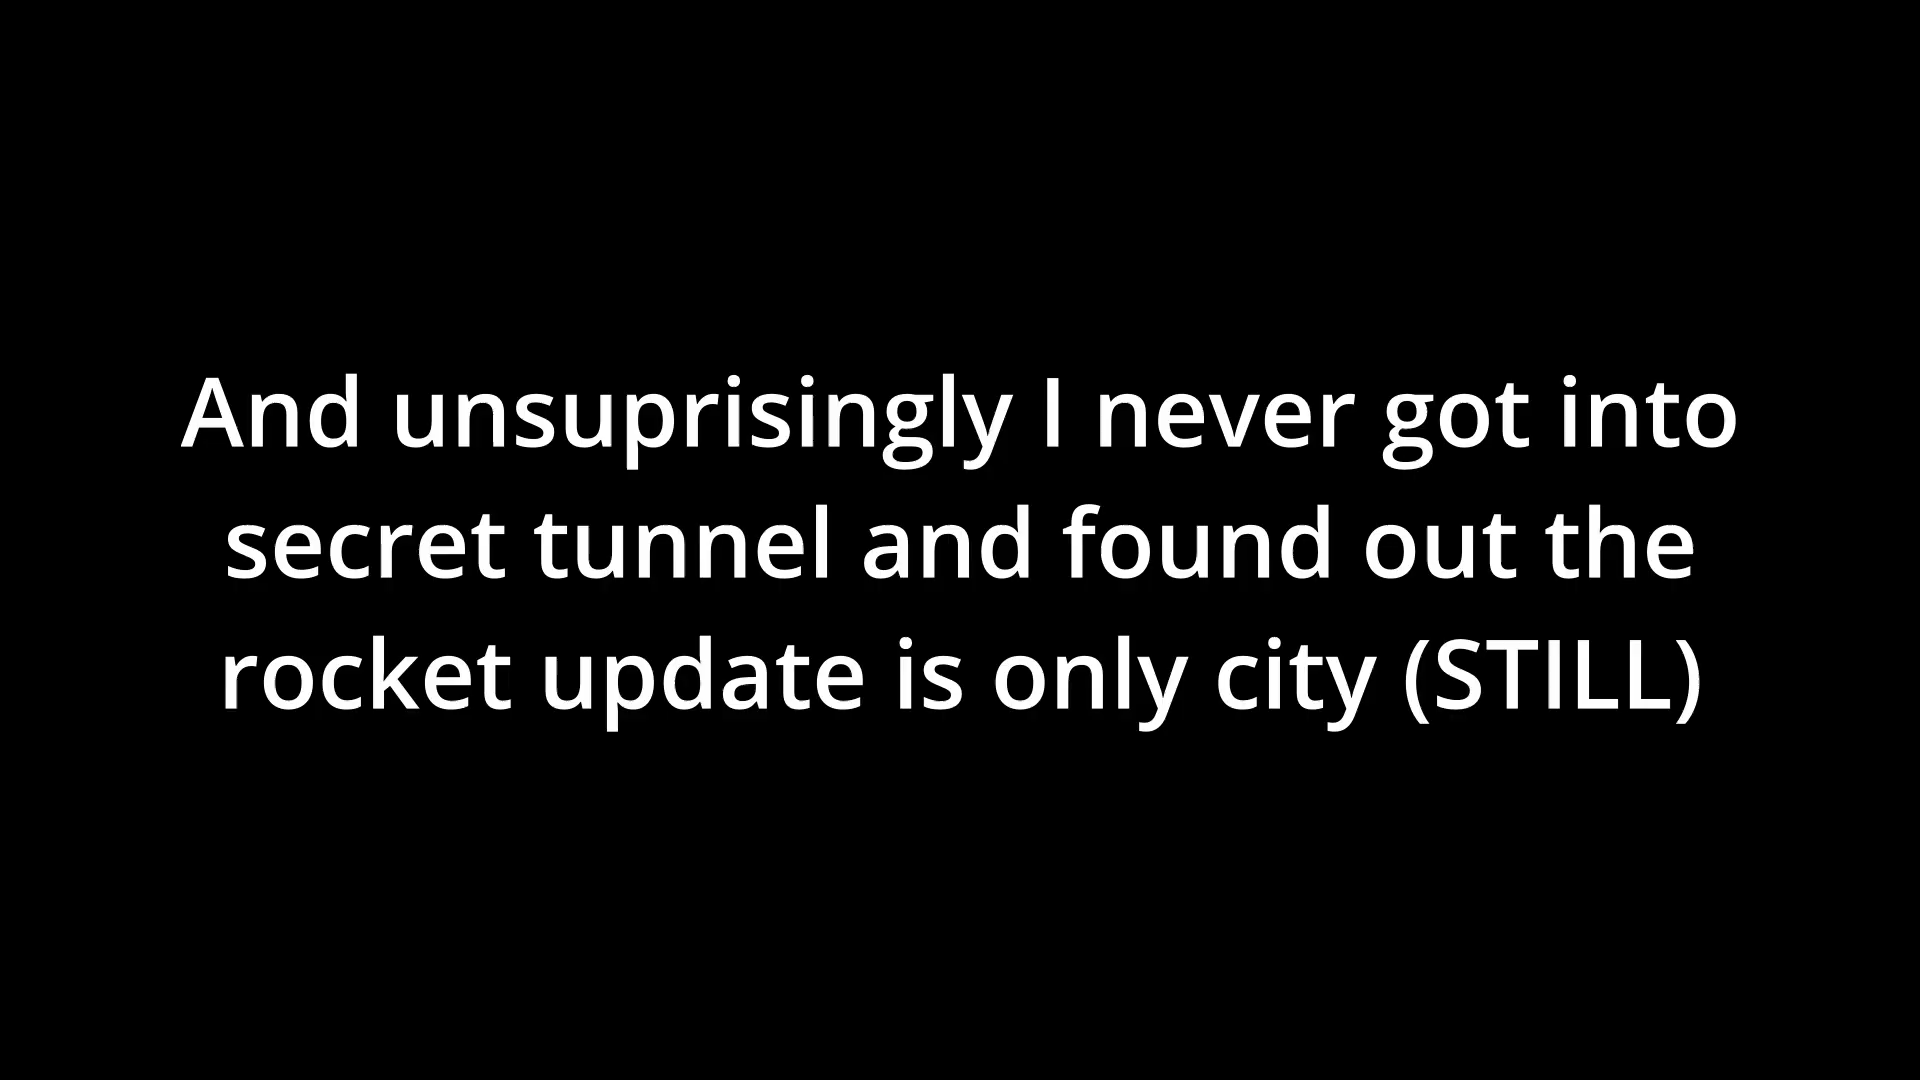 And unsuprisingly I never got into
secret tunnel and found out the
rocket update is only city (STILL)